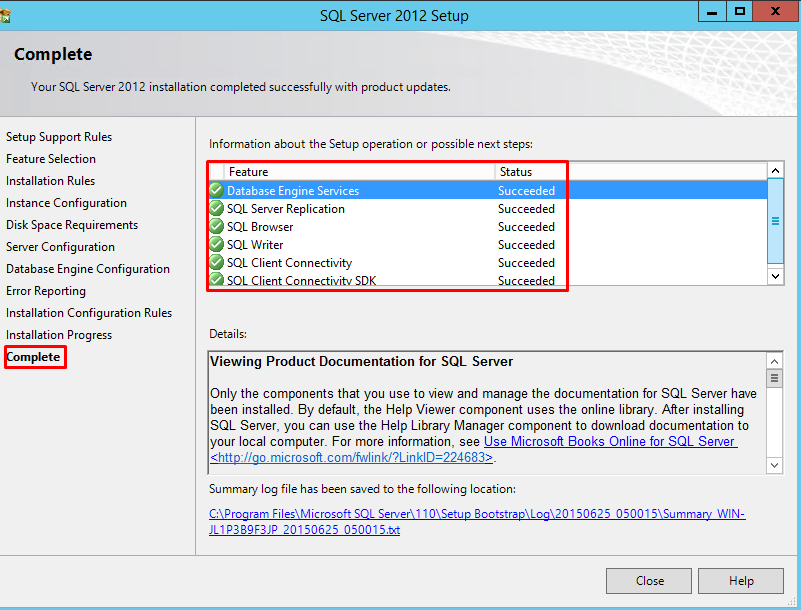 SQL Server 2012 Setup
Complete
Your SQL Server 2012 installation completed successfully with product updates.
Setup Support Rules
Feature Selection
Installation Rules
Instance Configuration
Disk Space Requirements
Server Configuration
Database Engine Configuration
Error Reporting
Installation Configuration Rules
Installation Progress
Complete
Information about the Setup operation or possible next steps:
Feature Status
Database Engine Services Succeeded
SQL Server Replication Succeeded
SQL Browser Succeeded
SQL Writer Succeeded
SQL Client Connectivity Succeeded
SQL Client Connectivity SDK Succeeded
Details:
Viewing Product Documentation for SQL Server
Only the components that you use to view and manage the documentation for SQL Server have
been installed. By default, the Help Viewer component uses the online library. After installing
SQL Server, you can use the Help Library Manager component to download documentation to
your local computer. For more information, see Use Microsoft Books Online for SQL Server
<http://go.microsoft.com/fwlink/?LinkID=224683>.
Summary log file has been saved to the following location:
C:\Program Files\Microsoft SQL Server\110\Setup Bootstrap\Log\20150625_050015\Summary_WIN-
JL1P3B9F3JP_20150625_050015.txt
Close
Help